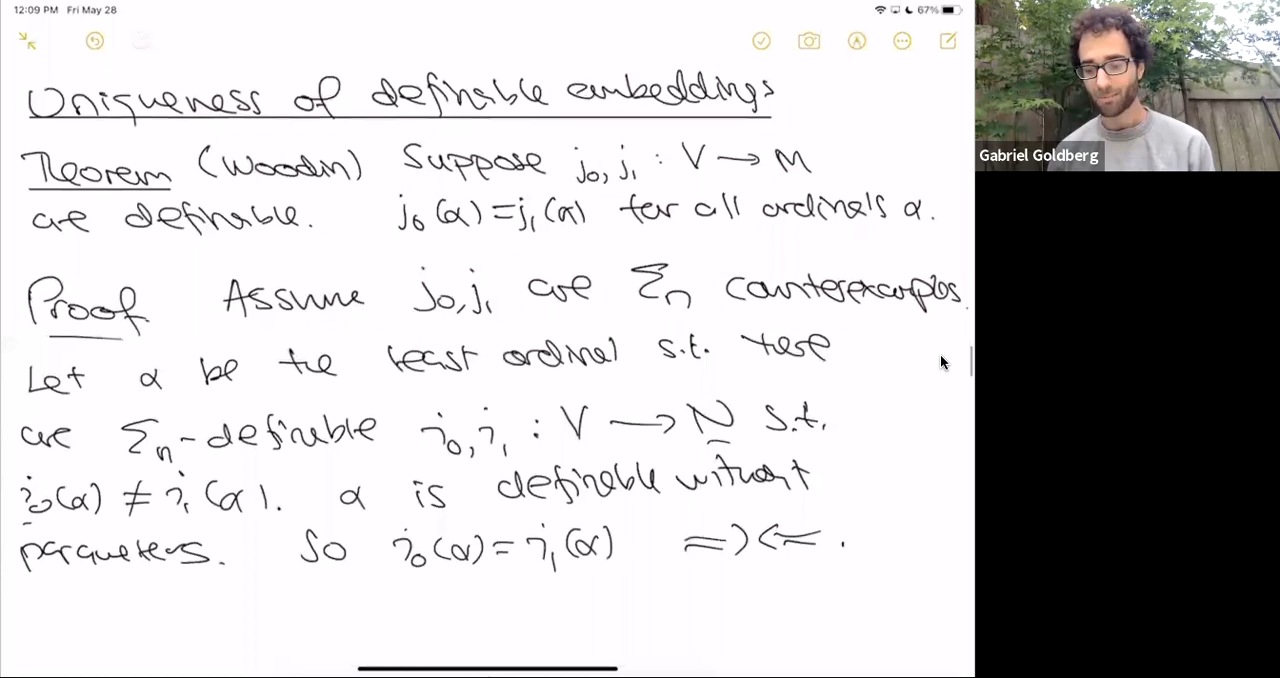 12:09 PM Fri May 28
67%
Uniqueness of definable embeddings
Theorem (Woodin) Suppose j₀, j₁ : V → M
are definable. j₀(α) = j₁(α) for all ordinals α.
Proof Assume j₀, j₁ are Σₙ counterexamples.
Let α be the least ordinal s.t. there
are Σₙ-definable i₀, i₁ : V → N s.t.
i₀(α) ≠ i₁(α). α is definable without
parameters. So i₀(α) = i₁(α) ⇒⇐.
Gabriel Goldberg